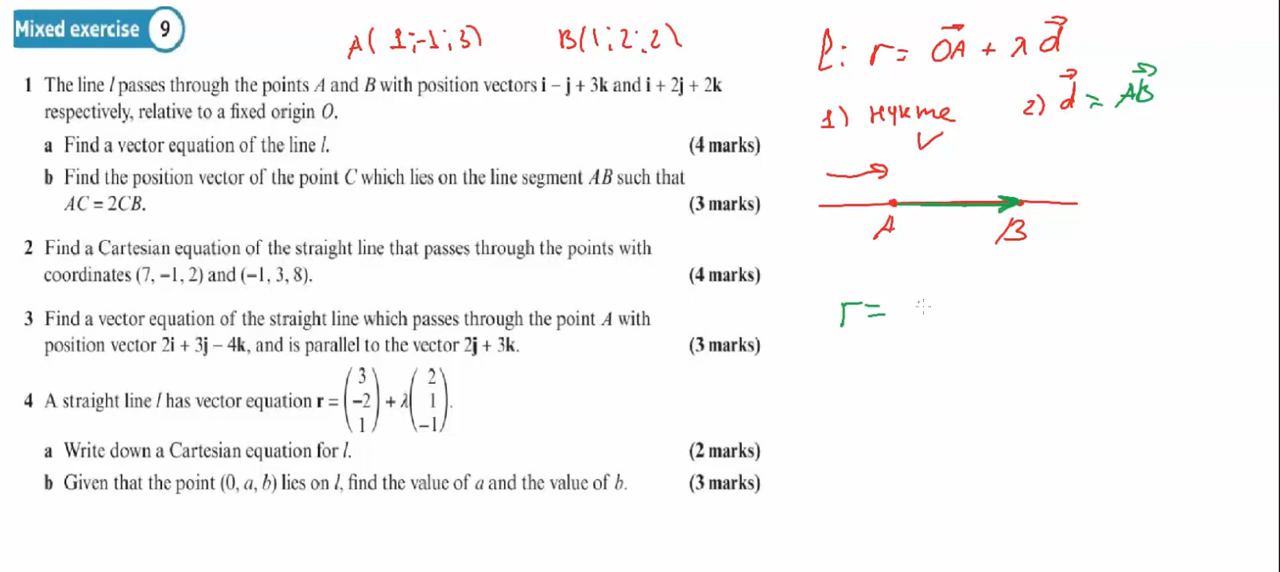 Mixed exercise 9
A( 1;-1;3) B(1;2;2)
1 The line l passes through the points A and B with position vectors i − j + 3k and i + 2j + 2k
respectively, relative to a fixed origin O.
a Find a vector equation of the line l. (4 marks)
b Find the position vector of the point C which lies on the line segment AB such that
AC = 2CB. (3 marks)
2 Find a Cartesian equation of the straight line that passes through the points with
coordinates (7, −1, 2) and (−1, 3, 8). (4 marks)
3 Find a vector equation of the straight line which passes through the point A with
position vector 2i + 3j − 4k, and is parallel to the vector 2j + 3k. (3 marks)
4 A straight line l has vector equation r = (3 −2 1) + λ(2 1 −1).
a Write down a Cartesian equation for l. (2 marks)
b Given that the point (0, a, b) lies on l, find the value of a and the value of b. (3 marks)
l: r = OA + λd
1) нукте 2) d = AB
A B
r =